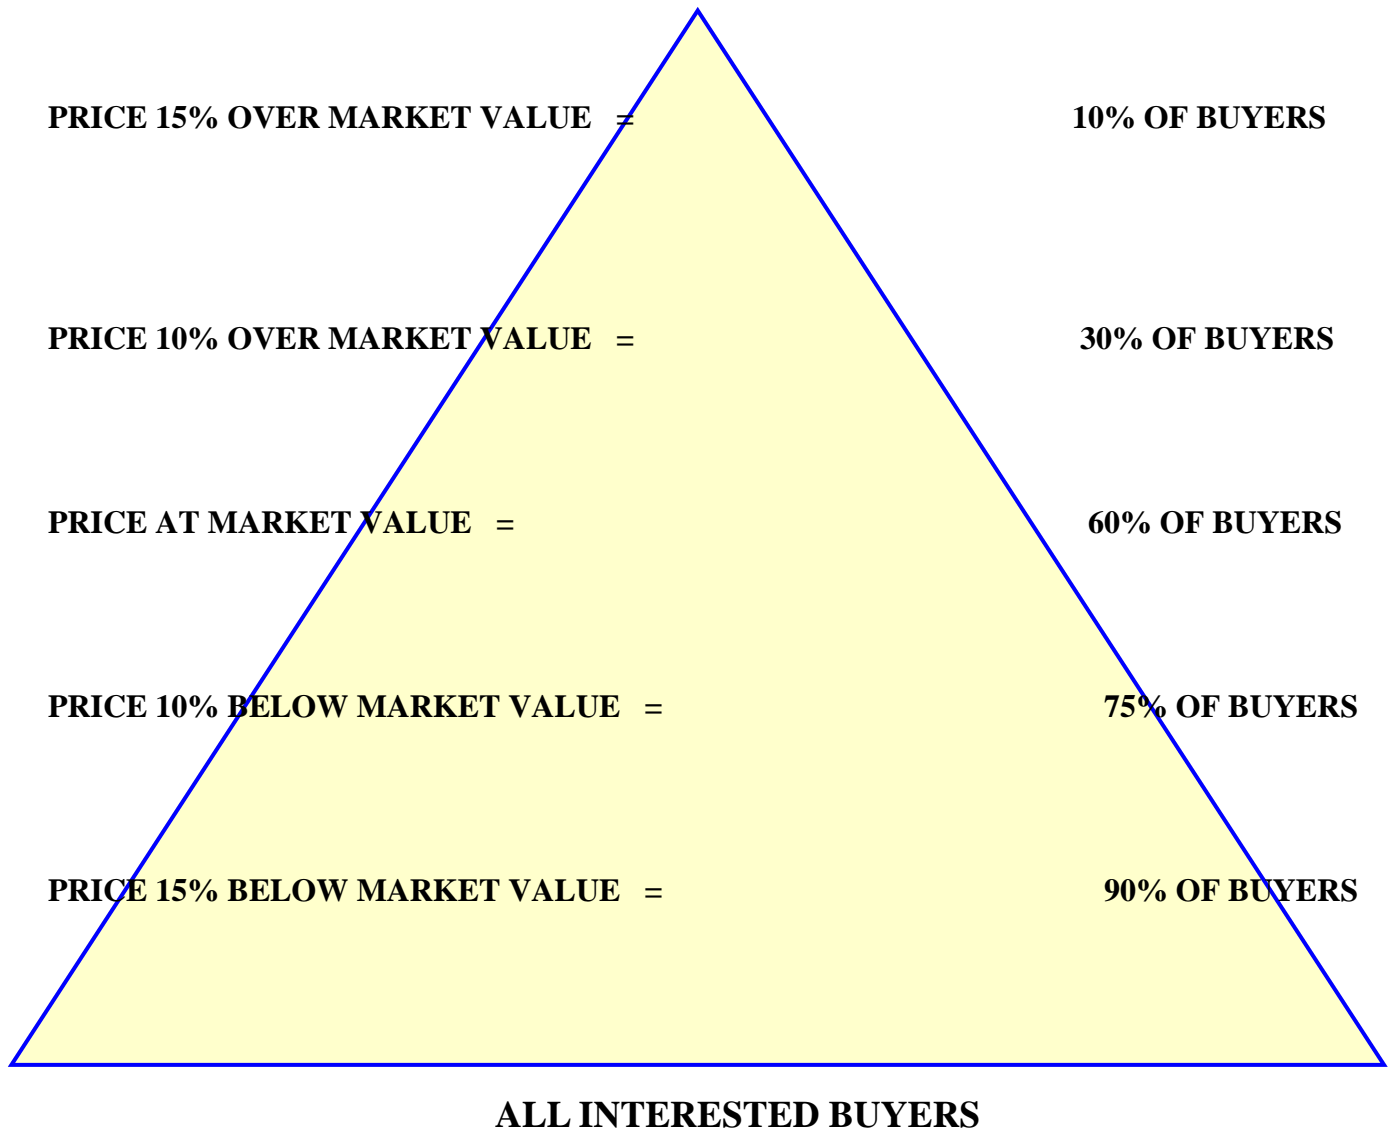 PRICE 15% OVER MARKET VALUE = 10% OF BUYERS
PRICE 10% OVER MARKET VALUE = 30% OF BUYERS
PRICE AT MARKET VALUE = 60% OF BUYERS
PRICE 10% BELOW MARKET VALUE = 75% OF BUYERS
PRICE 15% BELOW MARKET VALUE = 90% OF BUYERS
ALL INTERESTED BUYERS